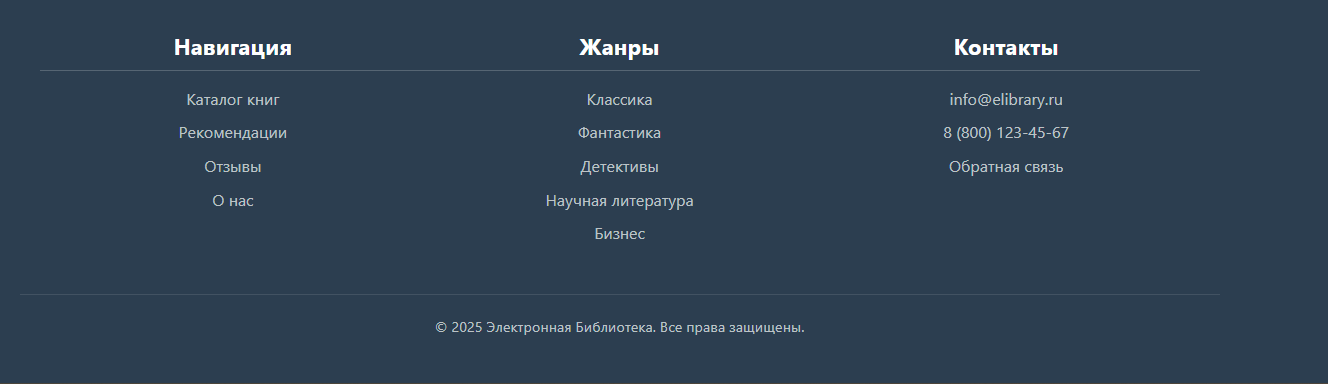 Навигация
Каталог книг
Рекомендации
Отзывы
О нас
Жанры
Классика
Фантастика
Детективы
Научная литература
Бизнес
Контакты
info@elibrary.ru
8 (800) 123-45-67
Обратная связь
© 2025 Электронная Библиотека. Все права защищены.